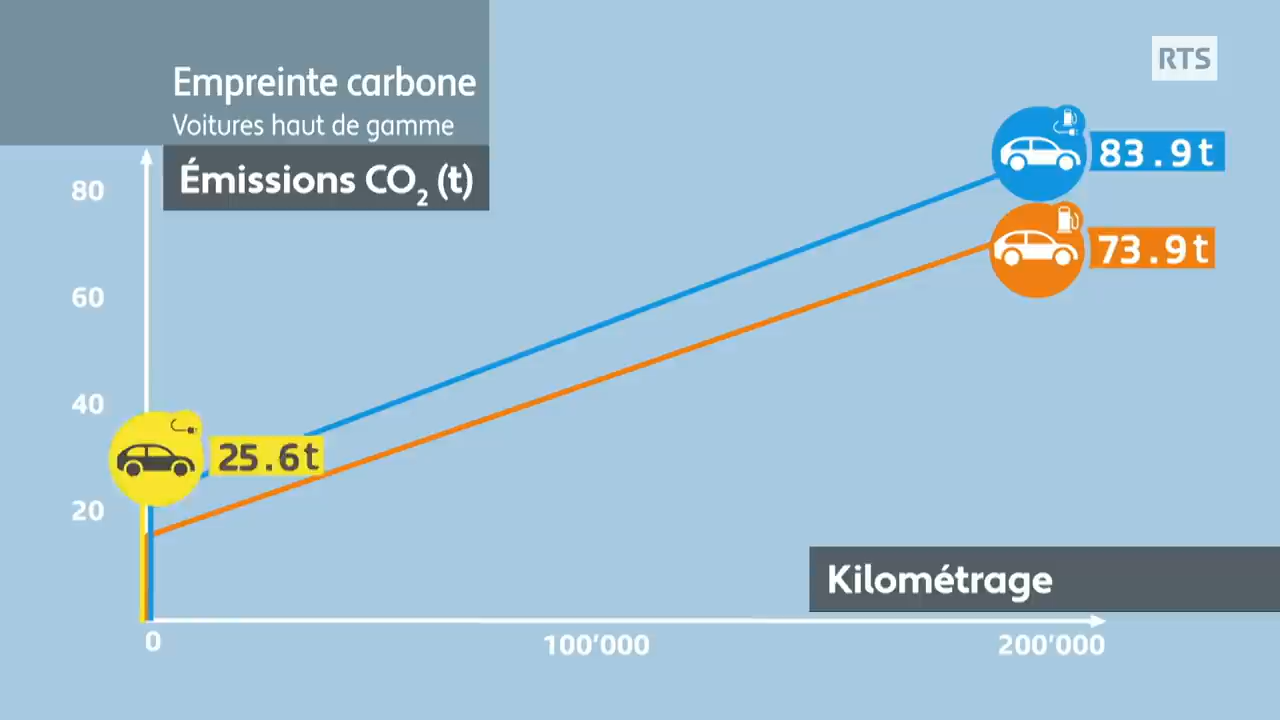 RTS
Empreinte carbone
Voitures haut de gamme
Émissions CO₂ (t)
80
60
40
20
83.9t
73.9t
25.6t
Kilométrage
0
100’000
200’000